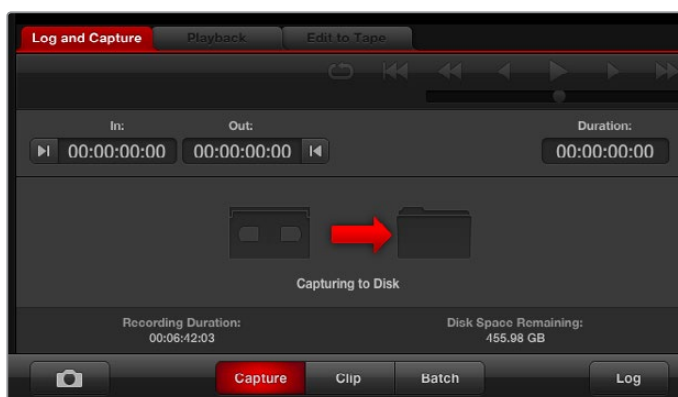 Log and Capture Playback Edit to Tape
In: Out: Duration:
00:00:00:00 00:00:00:00 00:00:00:00
Capturing to Disk
Recording Duration: Disk Space Remaining:
00:06:42:03 455.98 GB
Capture Clip Batch Log